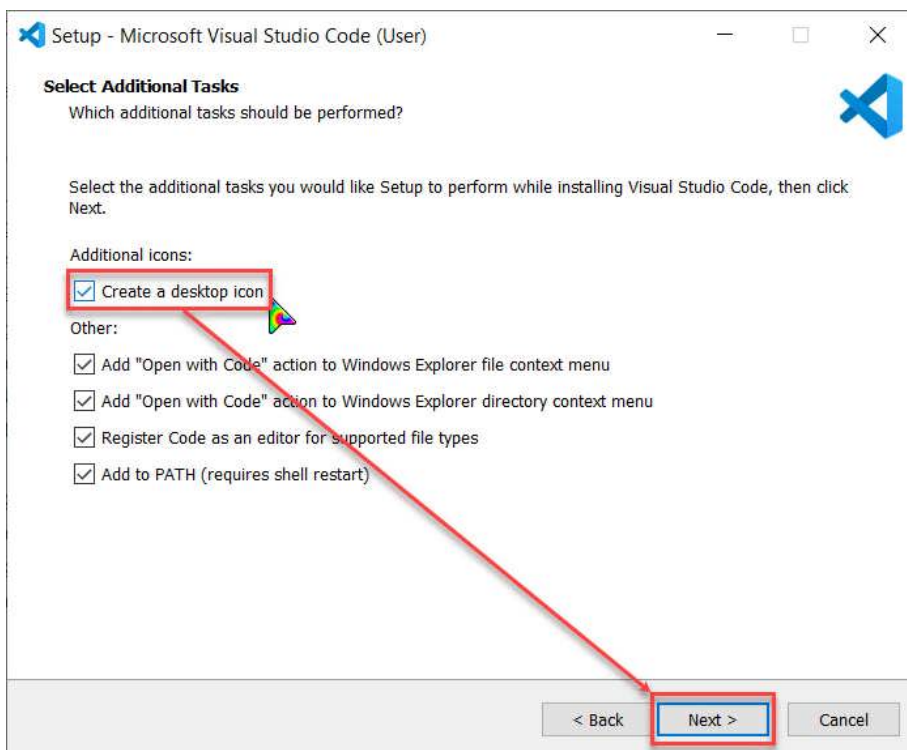 Setup - Microsoft Visual Studio Code (User)
Select Additional Tasks
Which additional tasks should be performed?
Select the additional tasks you would like Setup to perform while installing Visual Studio Code, then click
Next.
Additional icons:
Create a desktop icon
Other:
Add "Open with Code" action to Windows Explorer file context menu
Add "Open with Code" action to Windows Explorer directory context menu
Register Code as an editor for supported file types
Add to PATH (requires shell restart)
< Back Next > Cancel